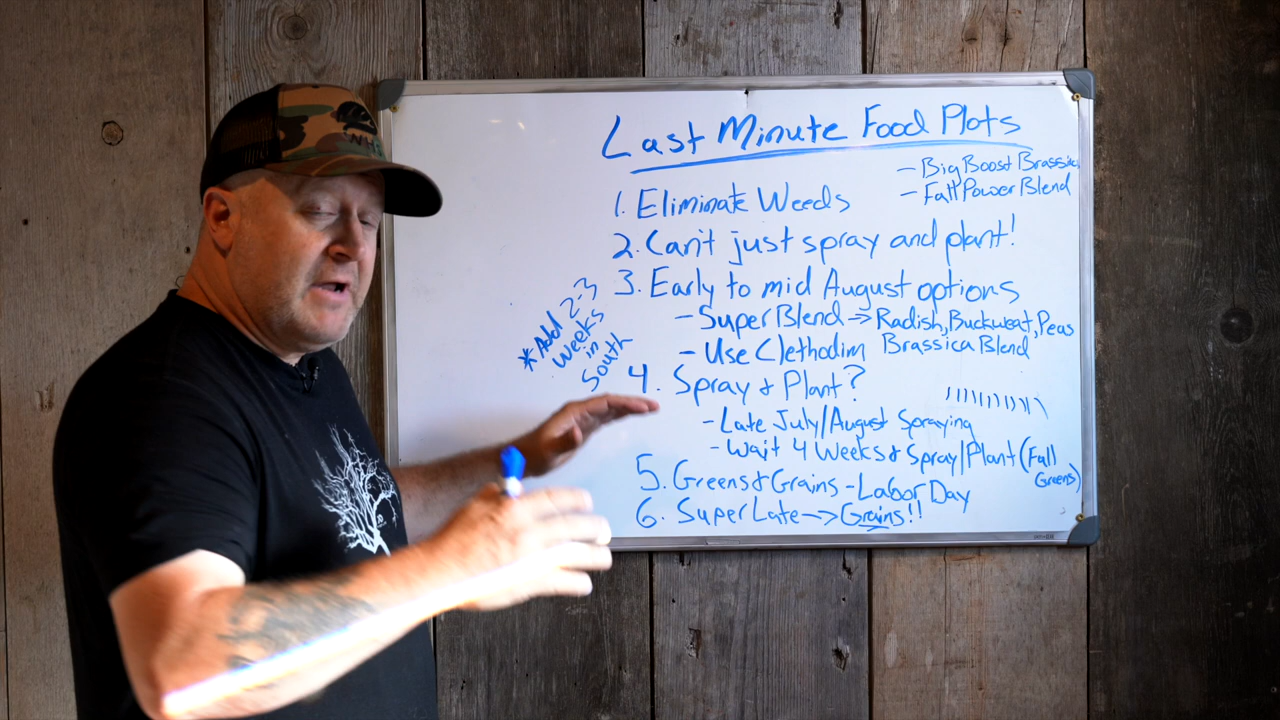 Last Minute Food Plots
- Big Boost Brassica
- Fall Power Blend
1. Eliminate Weeds
2. Can't just spray and plant!
3. Early to mid August options
- Super Blend → Radish, Buckweat, Peas
- Use Clethodim Brassica Blend
* Add 2-3
weeks
in
South
4. Spray & Plant?
- Late July/August Spraying
- Wait 4 Weeks & Spray/Plant (Fall
Greens)
5. Greens & Grains - Labor Day
6. Super Late → Grains!!
WH